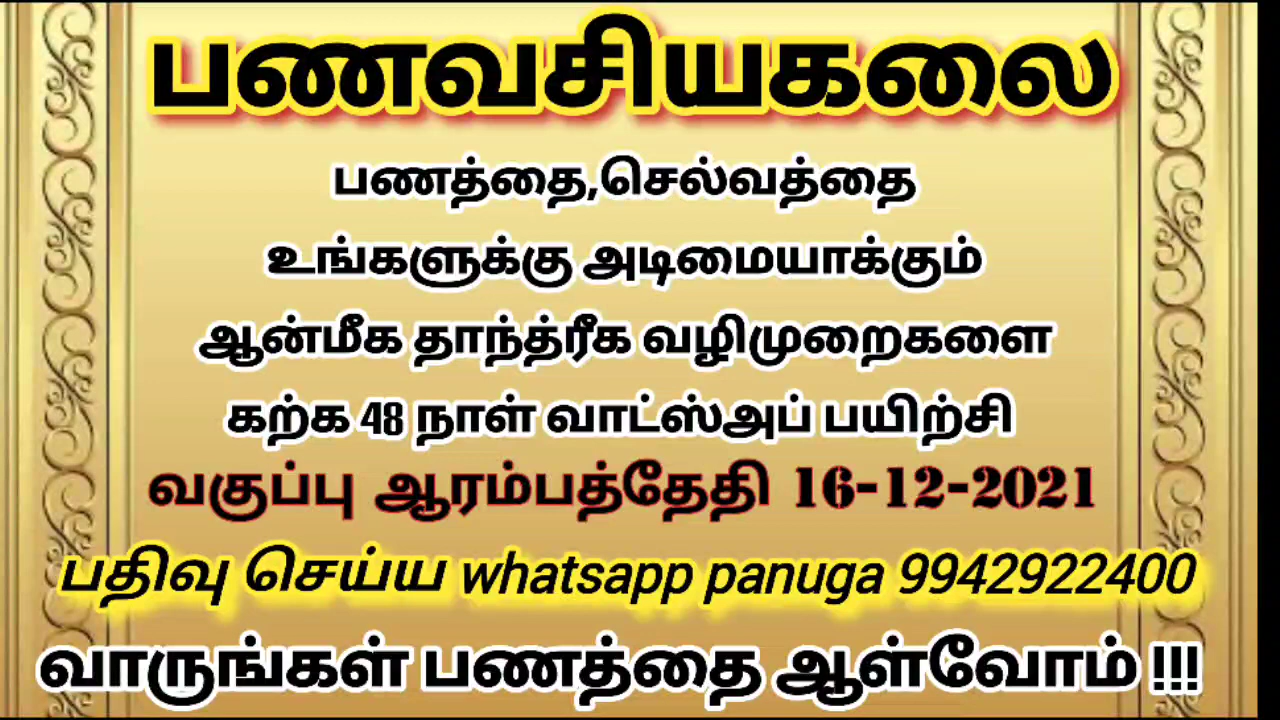 பணவசியகலை
பணத்தை,செல்வத்தை
உங்களுக்கு அடிமையாக்கும்
ஆன்மீக தாந்த்ரீக வழிமுறைகளை
கற்க 48 நாள் வாட்ஸ்அப் பயிற்சி
வகுப்பு ஆரம்பத்தேதி 16-12-2021
பதிவு செய்ய whatsapp panuga 9942922400
வாருங்கள் பணத்தை ஆள்வோம் !!!